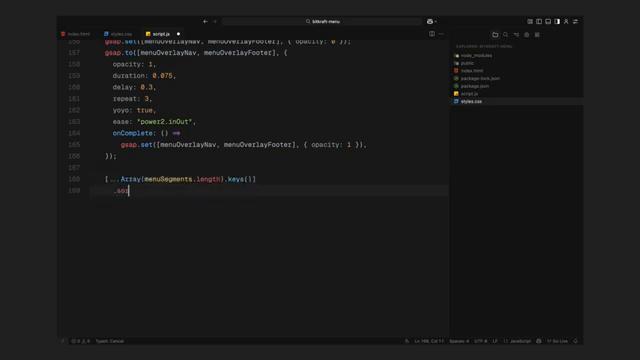 bitkraft-menu
index.html
styles.css
script.js
EXPLORER: BITKRAFT-MENU
node_modules
public
index.html
package-lock.json
package.json
script.js
styles.css
156 gsap.set([menuOverlayNav, menuOverlayFooter], { opacity: 0 });
157 gsap.to([menuOverlayNav, menuOverlayFooter], {
158 opacity: 1,
159 duration: 0.075,
160 delay: 0.3,
161 repeat: 3,
162 yoyo: true,
163 ease: "power2.inOut",
164 onComplete: () =>
165 gsap.set([menuOverlayNav, menuOverlayFooter], { opacity: 1 }),
166 });
167
168 [...Array(menuSegments.length).keys()]
169 .sor
0 0 Typsht: Cancel
Ln 169, Col 11 Spaces: 4 UTF-8 LF {} JavaScript Go Live